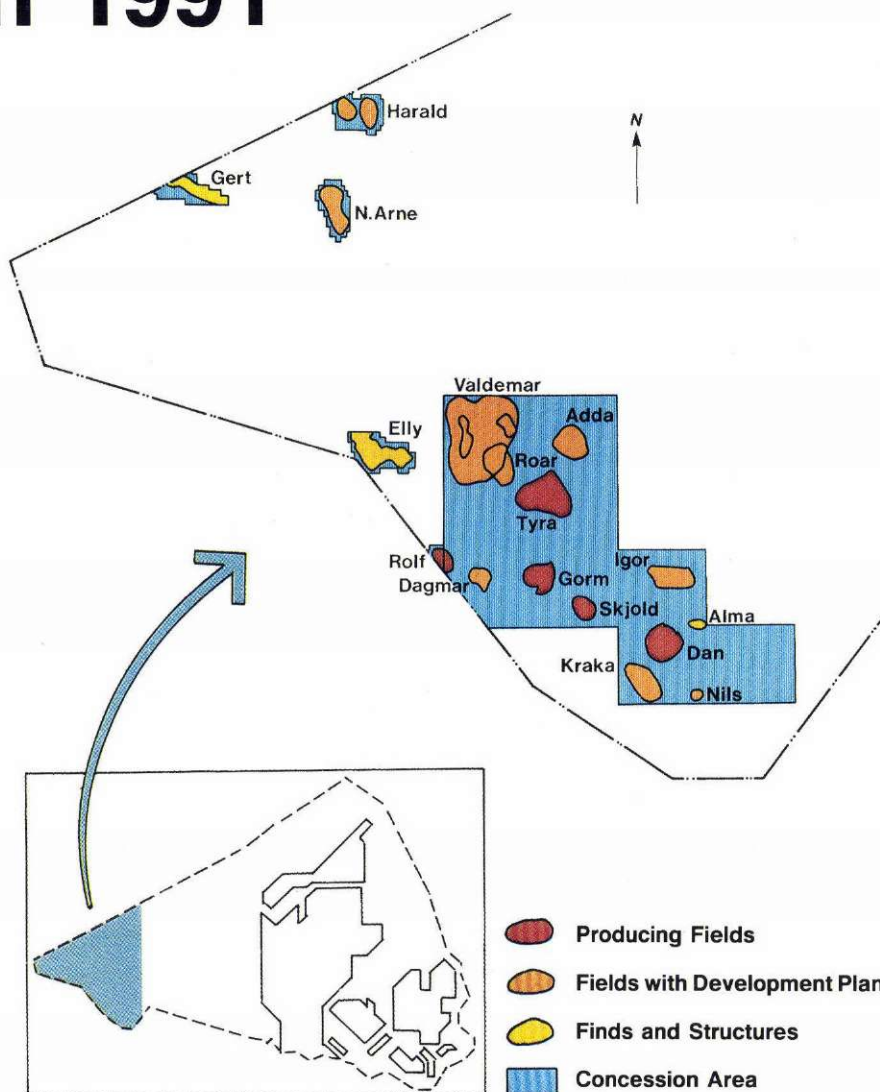 1991
Harald
N
Gert
N.Arne
Valdemar
Adda
Elly
Roar
Tyra
Rolf
Igor
Dagmar
Gorm
Skjold
Alma
Dan
Kraka
Nils
Producing Fields
Fields with Development Plan
Finds and Structures
Concession Area